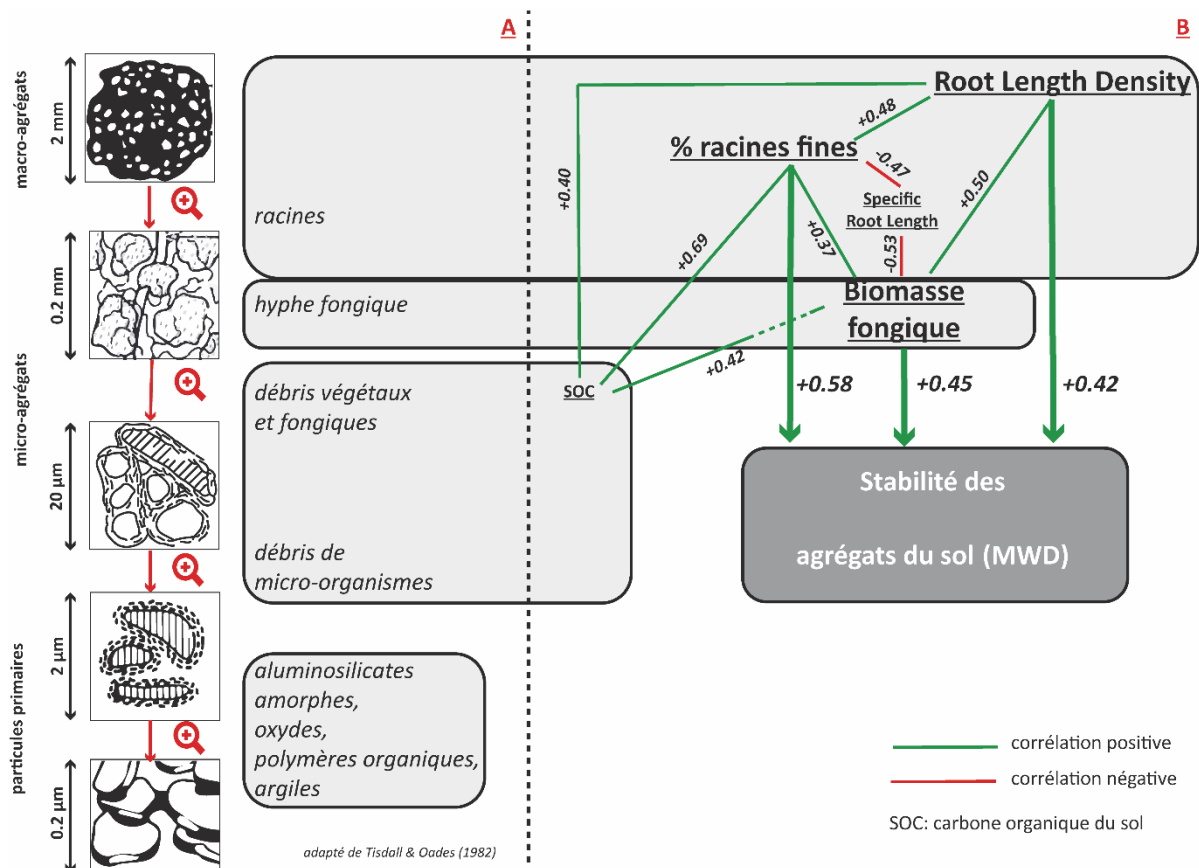 A
B
macro-agrégats
2 mm
racines
Root Length Density
+0.48
% racines fines
-0.47
Specific
Root Length
+0.40
+0.50
+0.69
+0.37
-0.53
0.2 mm
hyphe fongique
Biomasse
fongique
+0.42
micro-agrégats
débris végétaux
et fongiques
SOC
+0.58
+0.45
+0.42
20 µm
débris de
micro-organismes
Stabilité des
agrégats du sol (MWD)
particules primaires
2 µm
aluminosilicates
amorphes,
oxydes,
polymères organiques,
argiles
0.2 µm
adapté de Tisdall & Oades (1982)
corrélation positive
corrélation négative
SOC: carbone organique du sol